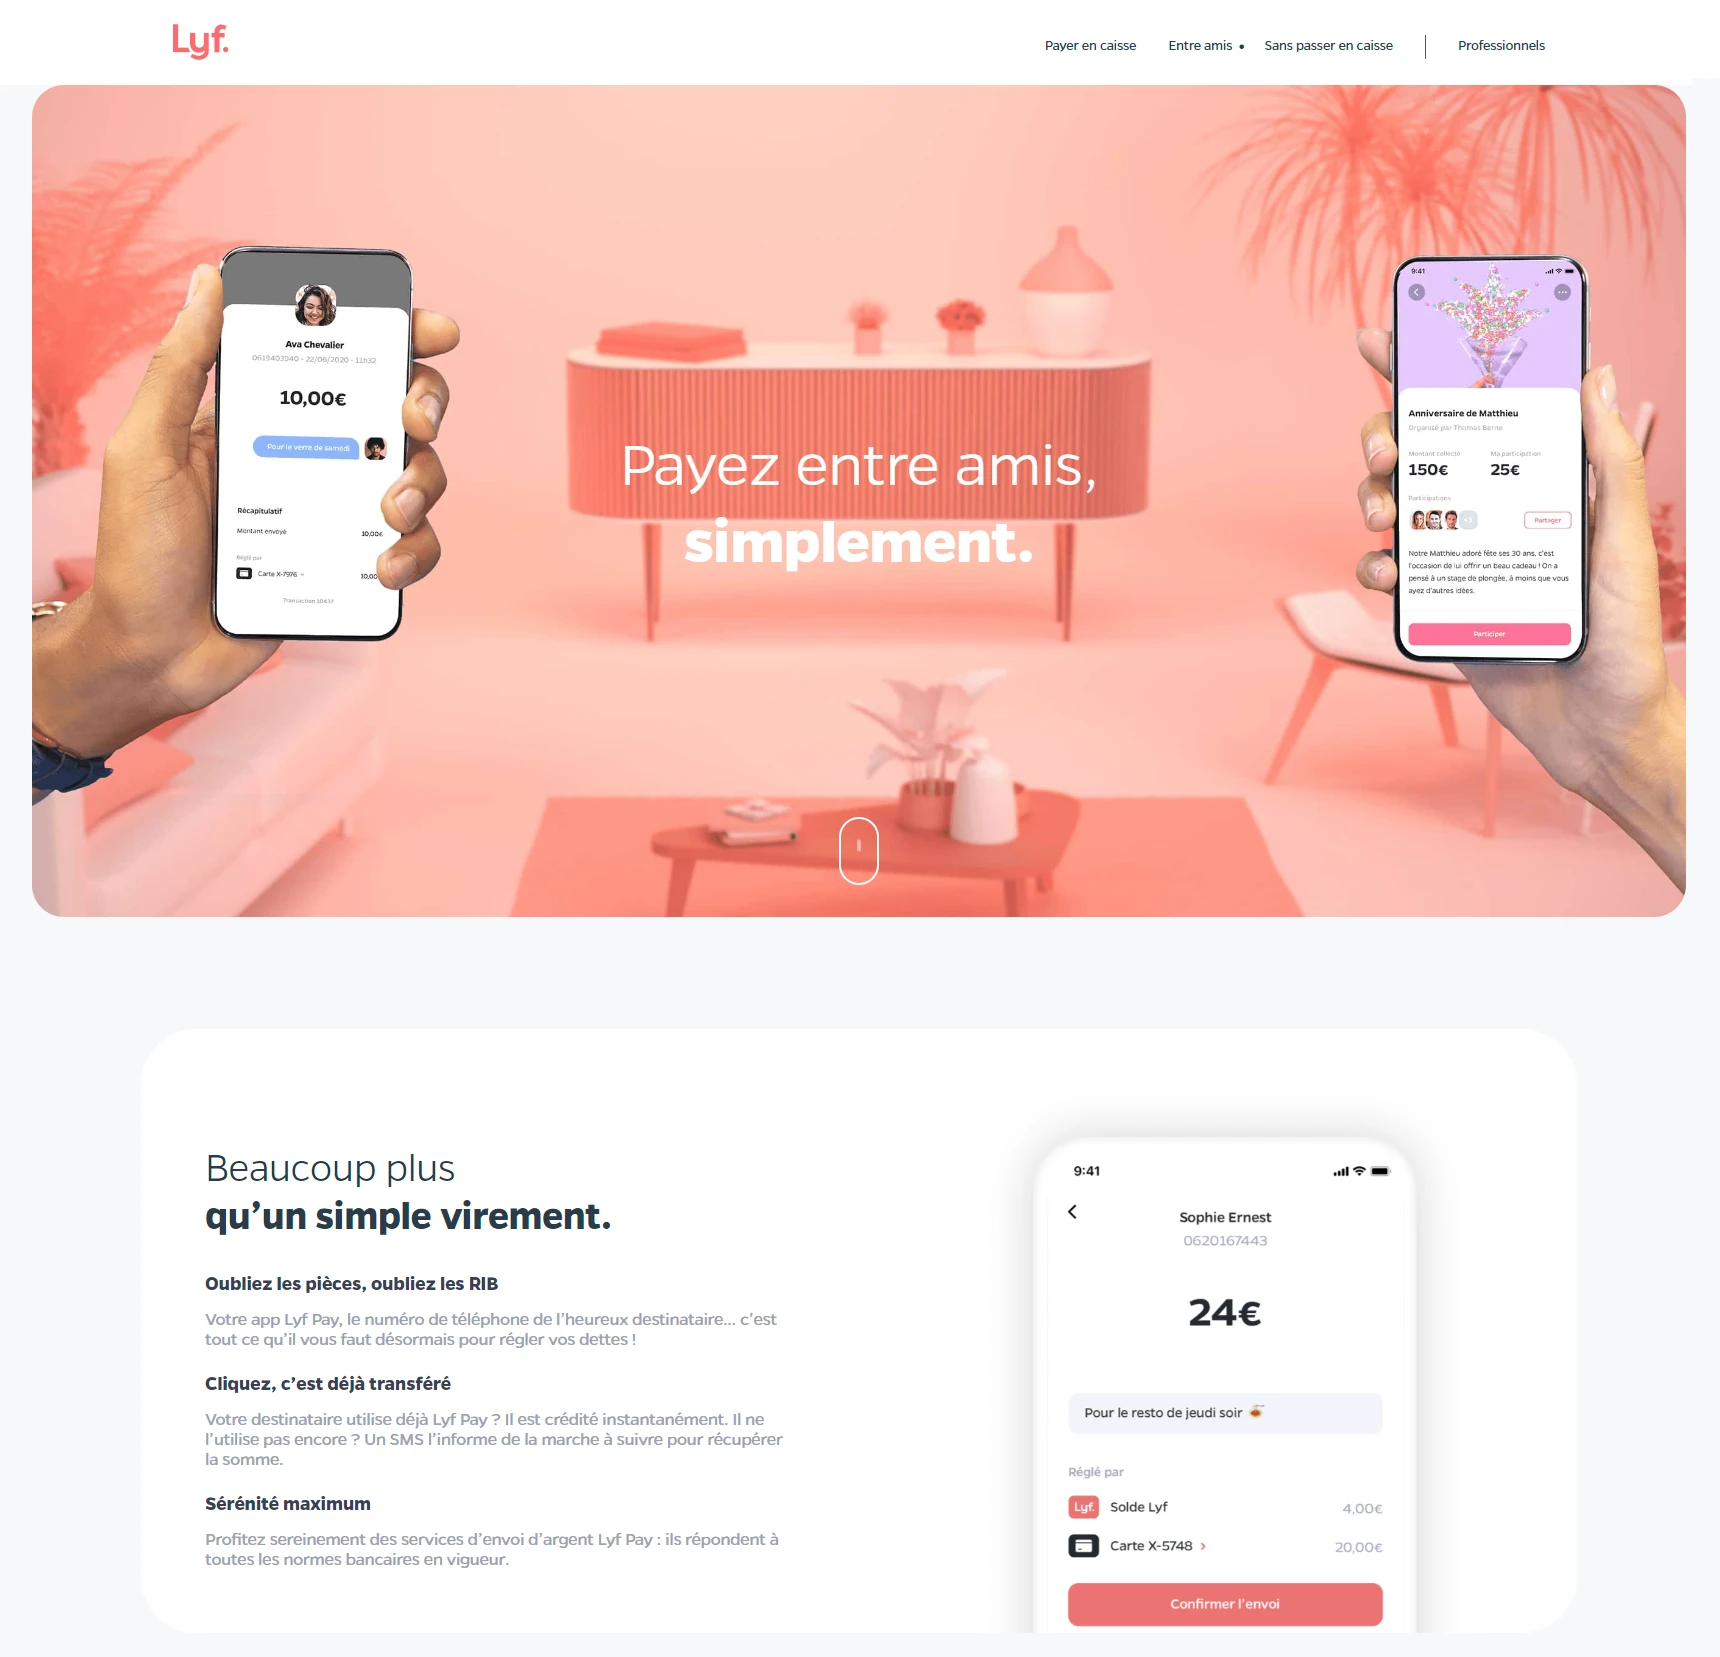 Lyf.
Payer en caisse
Entre amis
Sans passer en caisse
Professionnels
Ava Chevalier
0619403940 - 22/06/2020 - 11h32
10,00€
Pour le verre de samedi
Récapitulatif
Montant envoyé 10,00€
Réglé par
Carte X-7976 10,00
Transaction 10437
Payez entre amis,
simplement.
9:41
Anniversaire de Matthieu
Organisé par Thomas Berne
Montant collecté Ma participation
150€ 25€
Participations
+3
Partager
Notre Matthieu adoré fête ses 30 ans, c'est
l'occasion de lui offrir un beau cadeau ! On a
pensé à un stage de plongée, à moins que vous
ayez d'autres idées.
Participer
Beaucoup plus
qu'un simple virement.
Oubliez les pièces, oubliez les RIB
Votre app Lyf Pay, le numéro de téléphone de l'heureux destinataire... c'est
tout ce qu'il vous faut désormais pour régler vos dettes !
Cliquez, c'est déjà transféré
Votre destinataire utilise déjà Lyf Pay ? Il est crédité instantanément. Il ne
l'utilise pas encore ? Un SMS l'informe de la marche à suivre pour récupérer
la somme.
Sérénité maximum
Profitez sereinement des services d'envoi d'argent Lyf Pay : ils répondent à
toutes les normes bancaires en vigueur.
9:41
Sophie Ernest
0620167443
24€
Pour le resto de jeudi soir
Réglé par
Lyf. Solde Lyf 4,00€
Carte X-5748 20,00€
Confirmer l'envoi